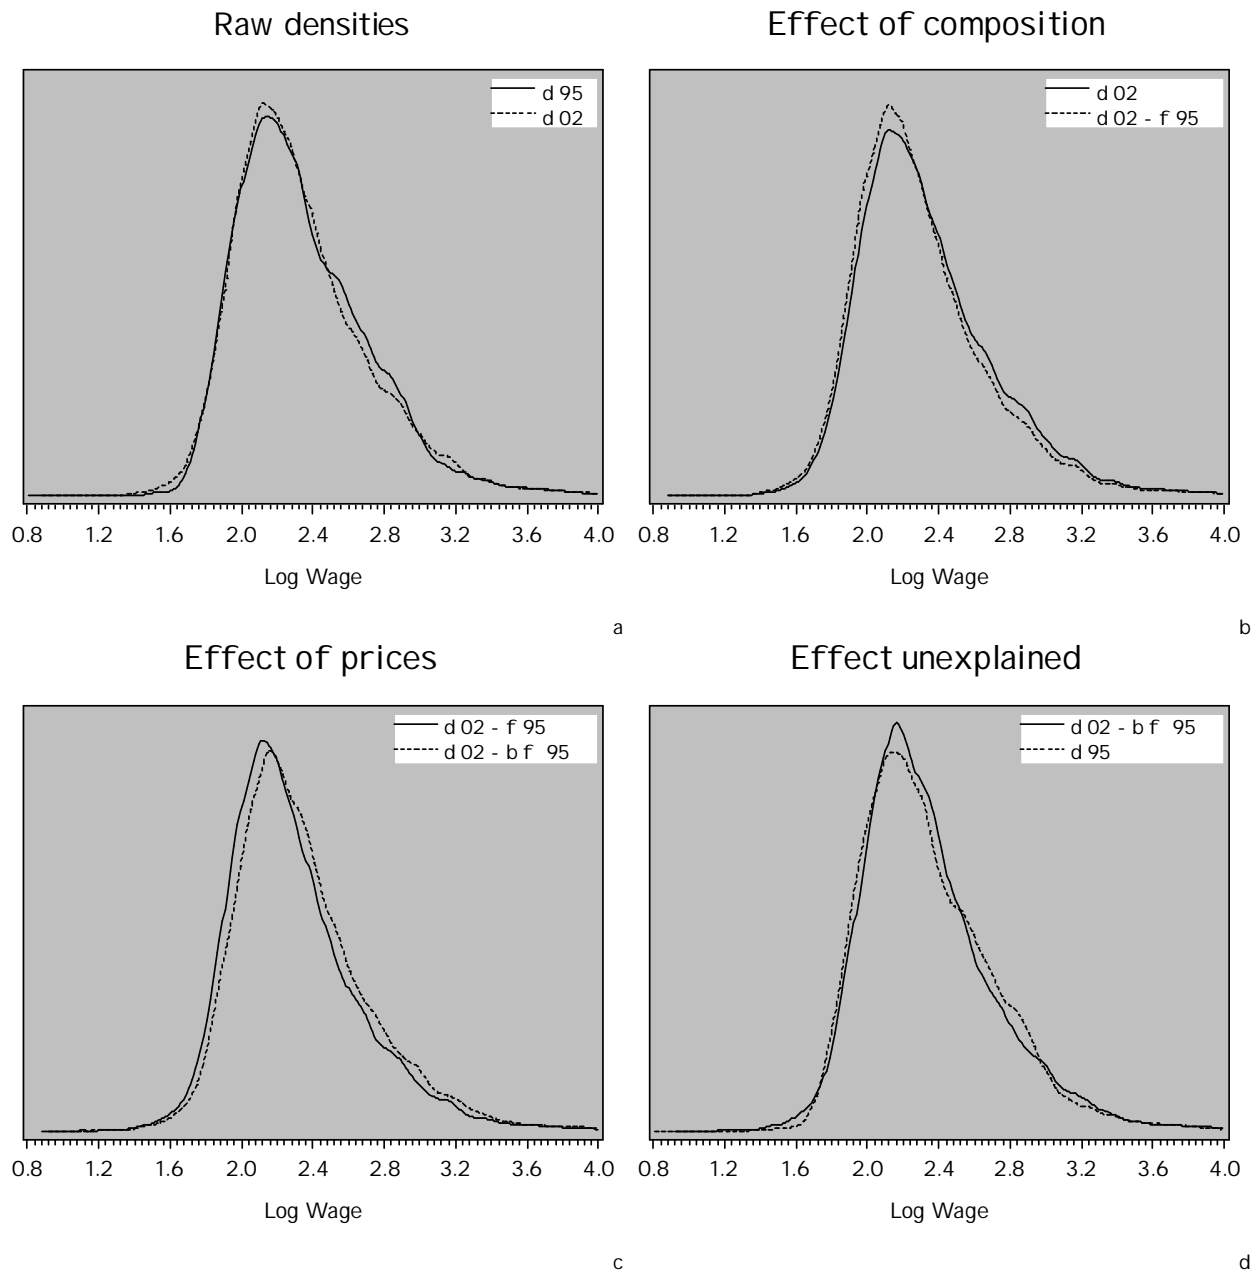 Raw densities
d 95
d 02
0.8 1.2 1.6 2.0 2.4 2.8 3.2 3.6 4.0
Log Wage
a
Effect of composition
d 02
d 02 - f 95
0.8 1.2 1.6 2.0 2.4 2.8 3.2 3.6 4.0
Log Wage
b
Effect of prices
d 02 - f 95
d 02 - b f 95
0.8 1.2 1.6 2.0 2.4 2.8 3.2 3.6 4.0
Log Wage
c
Effect unexplained
d 02 - b f 95
d 95
0.8 1.2 1.6 2.0 2.4 2.8 3.2 3.6 4.0
Log Wage
d